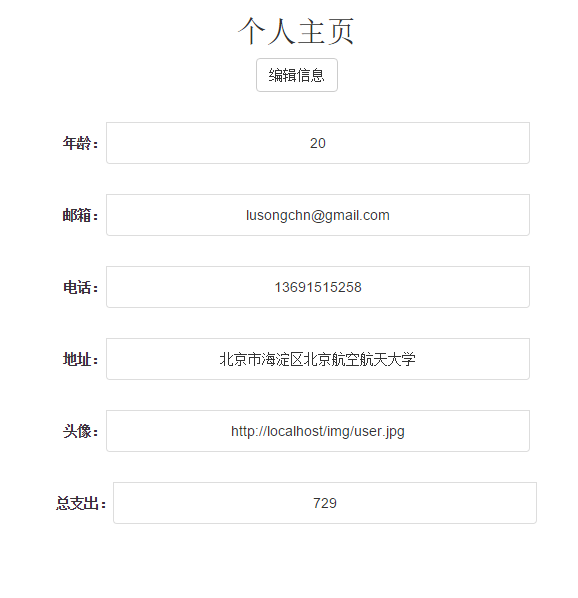 个人主页
编辑信息
年龄： 20
邮箱： lusongchn@gmail.com
电话： 13691515258
地址： 北京市海淀区北京航空航天大学
头像： http://localhost/img/user.jpg
总支出： 729